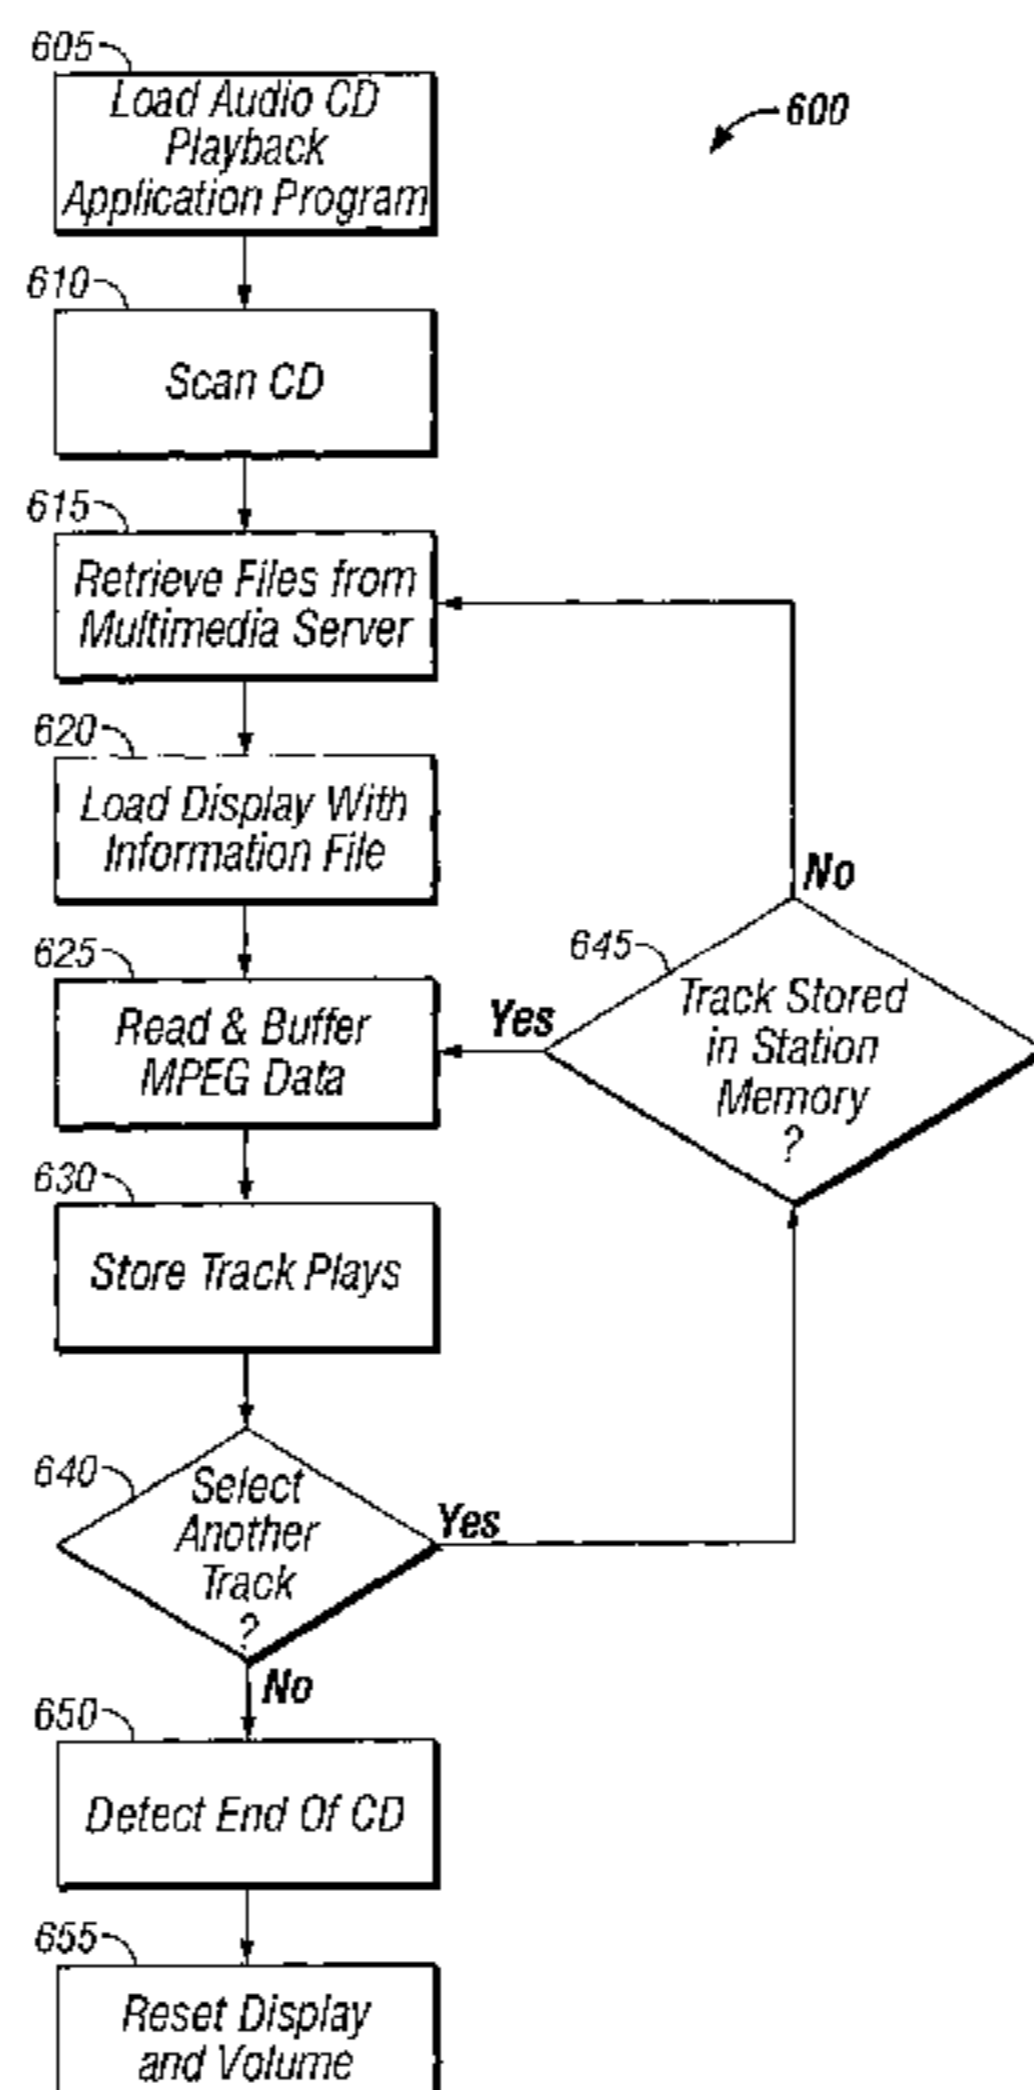 605
Load Audio CD
Playback
Application Program
600
610
Scan CD
615
Retrieve Files from
Multimedia Server
620
Load Display With
Information File
625
Read & Buffer
MPEG Data
Yes
645
Track Stored
in Station
Memory
?
No
630
Store Track Plays
640
Select
Another
Track
?
Yes
No
650
Detect End Of CD
655
Reset Display
and Volume